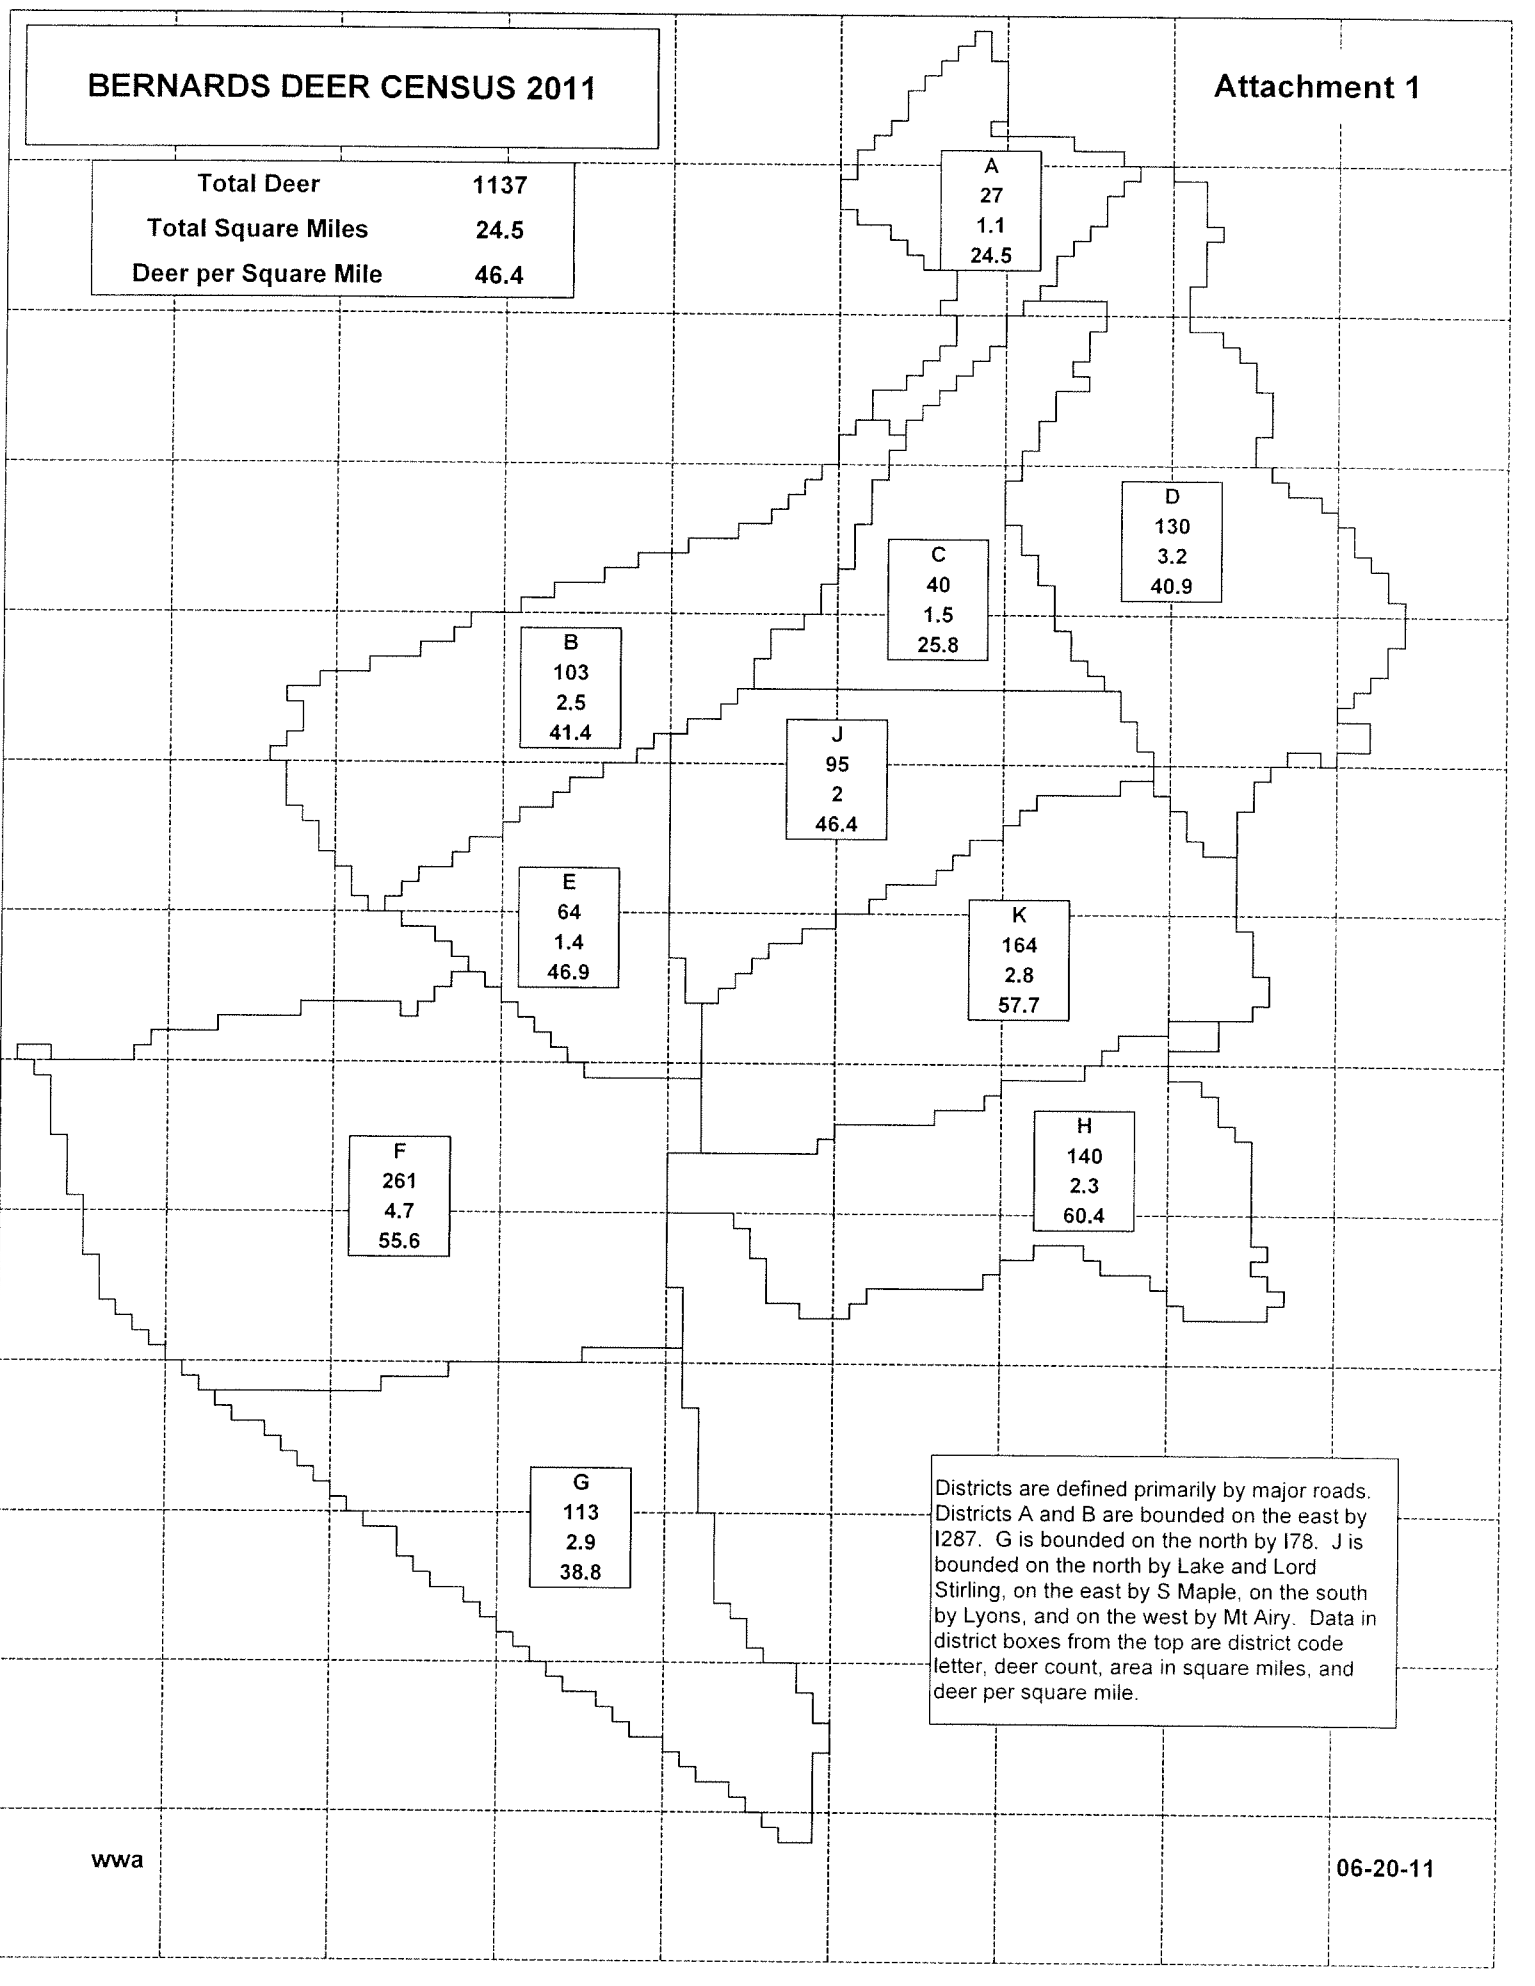 BERNARDS DEER CENSUS 2011
Attachment 1
Total Deer 1137
Total Square Miles 24.5
Deer per Square Mile 46.4
A
27
1.1
24.5
D
130
3.2
40.9
C
40
1.5
25.8
B
103
2.5
41.4
J
95
2
46.4
E
64
1.4
46.9
K
164
2.8
57.7
H
140
2.3
60.4
F
261
4.7
55.6
G
113
2.9
38.8
Districts are defined primarily by major roads.
Districts A and B are bounded on the east by
I287. G is bounded on the north by I78. J is
bounded on the north by Lake and Lord
Stirling, on the east by S Maple, on the south
by Lyons, and on the west by Mt Airy. Data in
district boxes from the top are district code
letter, deer count, area in square miles, and
deer per square mile.
wwa
06-20-11